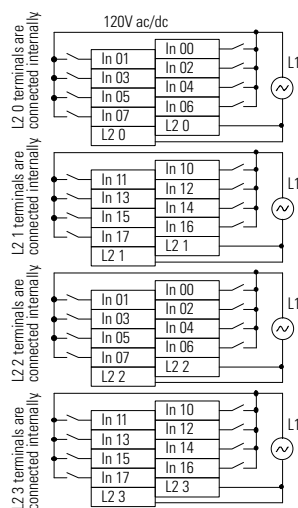 120V ac/dc
L2 0 terminals are
connected internally.
In 00
In 01
In 02
In 03
In 04
In 05
In 06
In 07
L2 0
L2 0
L1
L2 1 terminals are
connected internally.
In 10
In 11
In 12
In 13
In 14
In 15
In 16
In 17
L2 1
L2 1
L1
L2 2 terminals are
connected internally.
In 00
In 01
In 02
In 03
In 04
In 05
In 06
In 07
L2 2
L2 2
L1
L2 3 terminals are
connected internally.
In 10
In 11
In 12
In 13
In 14
In 15
In 16
In 17
L2 3
L2 3
L1